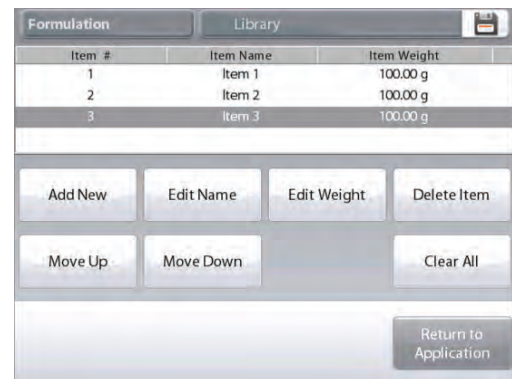 Formulation Library
Item # Item Name Item Weight
1 Item 1 100.00 g
2 Item 2 100.00 g
3 Item 3 100.00 g
Add New Edit Name Edit Weight Delete Item
Move Up Move Down Clear All
Return to
Application